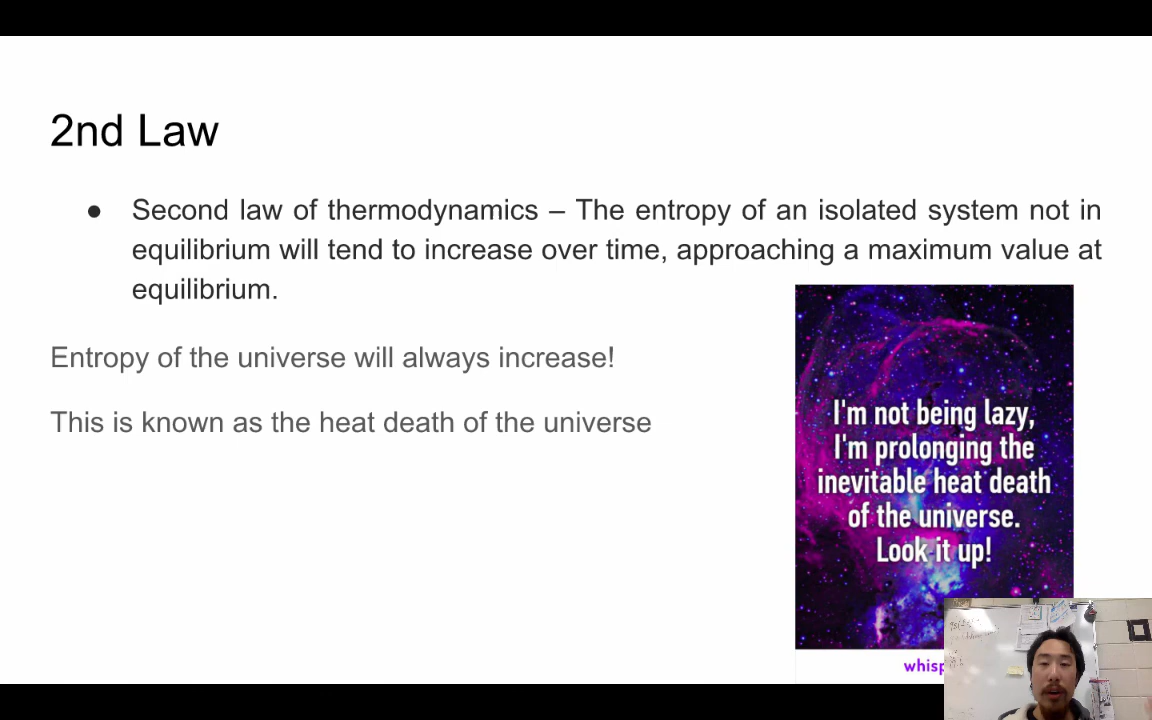 2nd Law
● Second law of thermodynamics – The entropy of an isolated system not in
equilibrium will tend to increase over time, approaching a maximum value at
equilibrium.
Entropy of the universe will always increase!
This is known as the heat death of the universe
I'm not being lazy,
I'm prolonging the
inevitable heat death
of the universe.
Look it up!